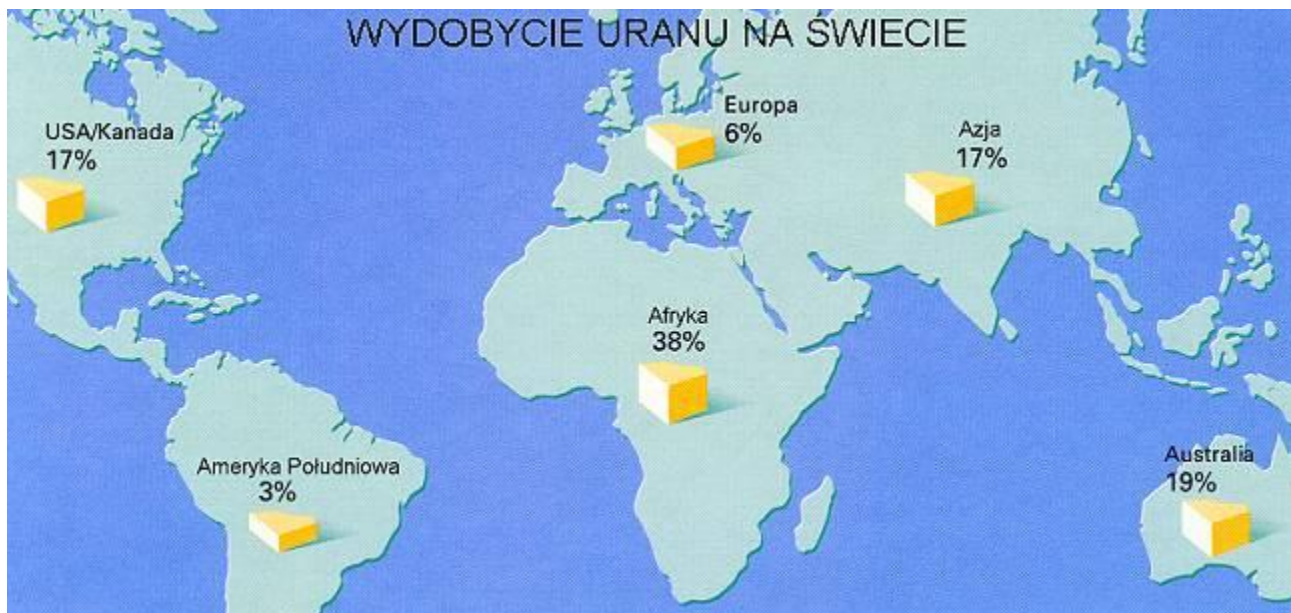 WYDOBYCIE URANU NA ŚWIECIE
USA/Kanada
17%
Europa
6%
Azja
17%
Afryka
38%
Ameryka Południowa
3%
Australia
19%